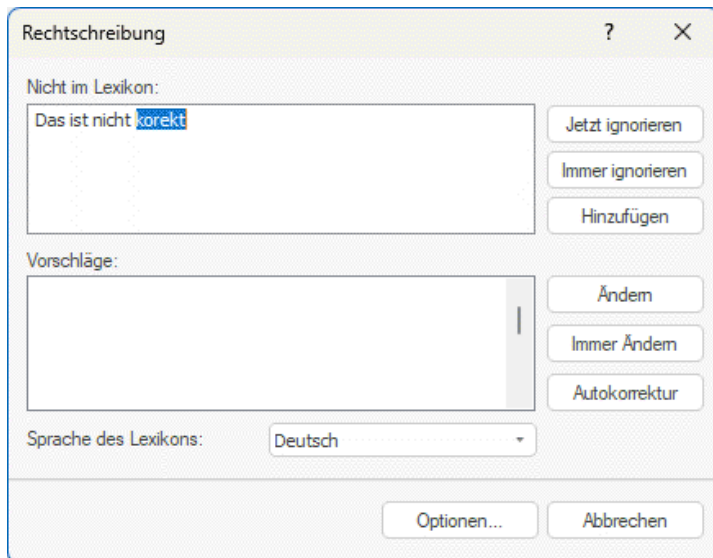 Rechtschreibung ?
Nicht im Lexikon:
Das ist nicht korekt
Jetzt ignorieren
Immer ignorieren
Hinzufügen
Vorschläge:
Ändern
Immer Ändern
Autokorrektur
Sprache des Lexikons: Deutsch
Optionen... Abbrechen